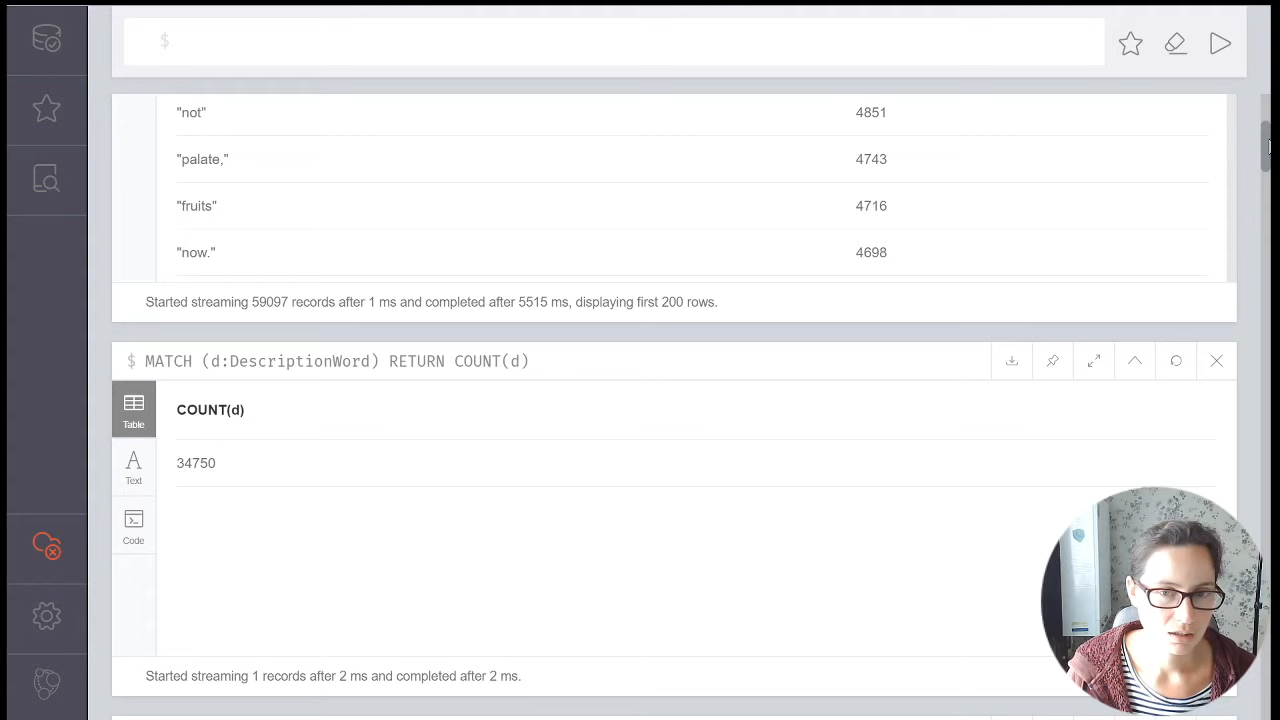 $
"not" 4851
"palate," 4743
"fruits" 4716
"now." 4698
Started streaming 59097 records after 1 ms and completed after 5515 ms, displaying first 200 rows.
$ MATCH (d:DescriptionWord) RETURN COUNT(d)
Table
COUNT(d)
34750
A
Text
Code
Started streaming 1 records after 2 ms and completed after 2 ms.